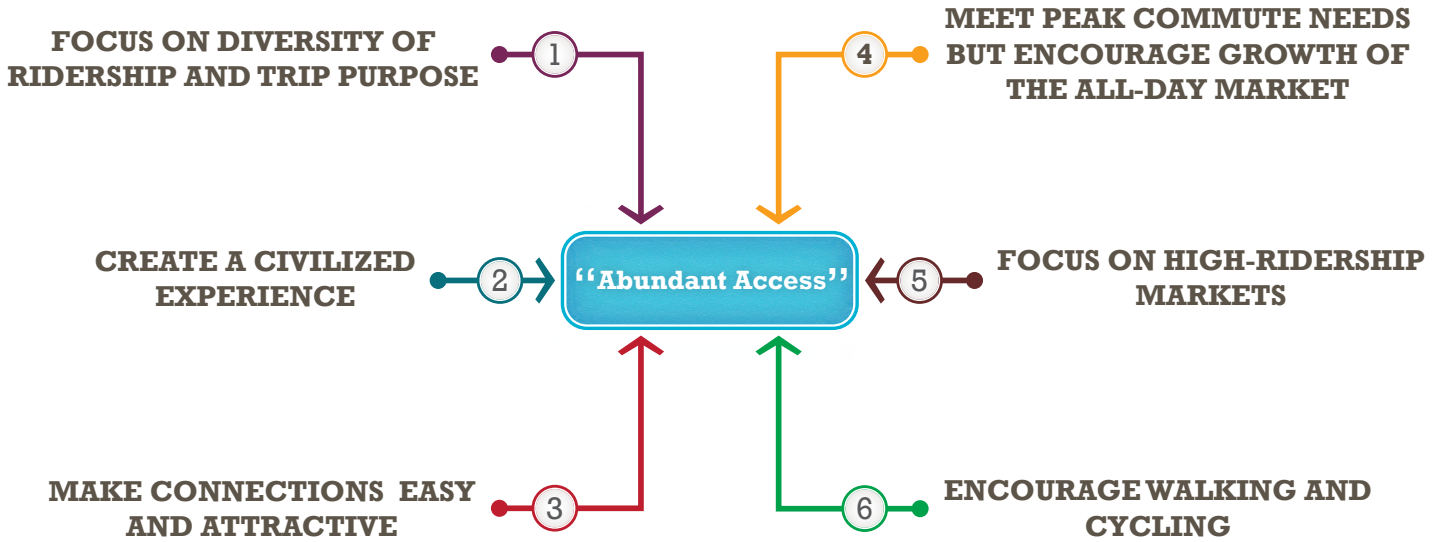 FOCUS ON DIVERSITY OF
RIDERSHIP AND TRIP PURPOSE
1
CREATE A CIVILIZED
EXPERIENCE
2
MAKE CONNECTIONS EASY
AND ATTRACTIVE
3
“Abundant Access”
4
MEET PEAK COMMUTE NEEDS
BUT ENCOURAGE GROWTH OF
THE ALL-DAY MARKET
5
FOCUS ON HIGH-RIDERSHIP
MARKETS
6
ENCOURAGE WALKING AND
CYCLING